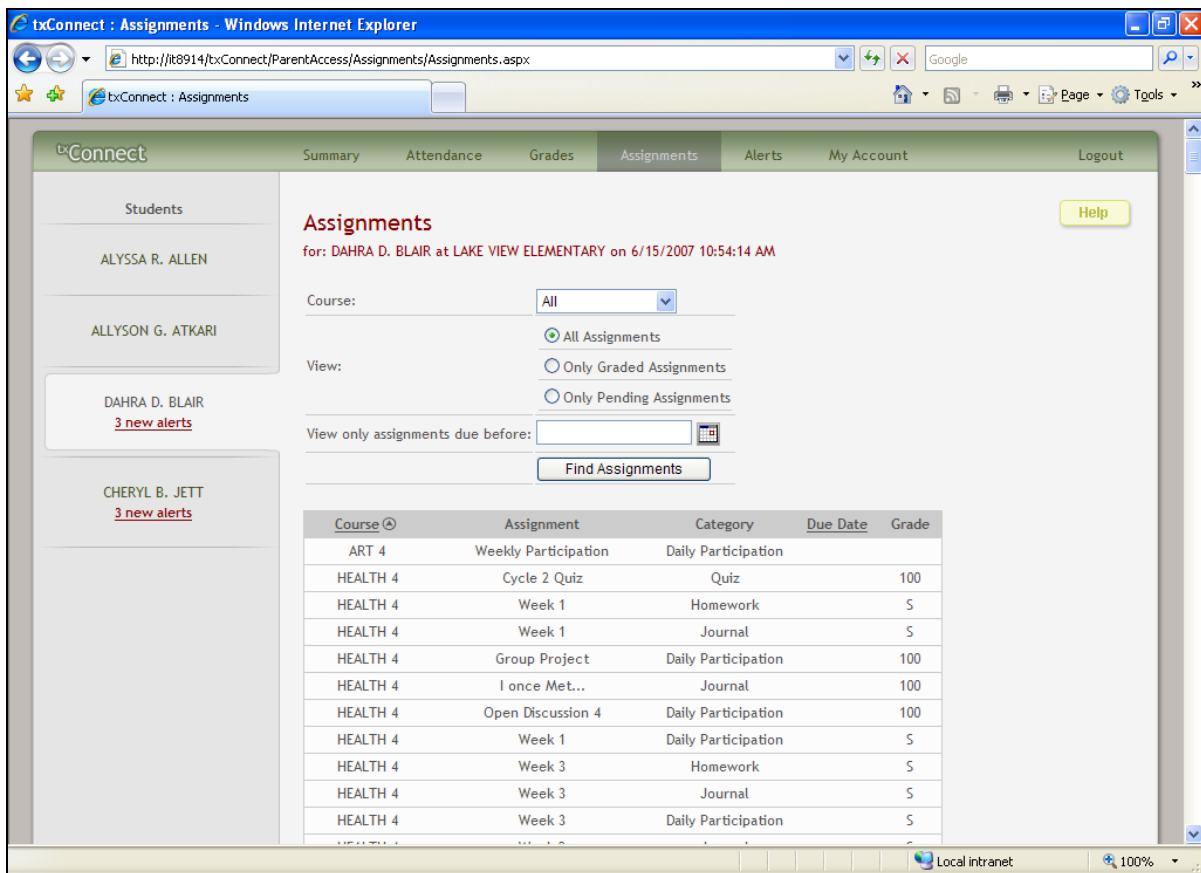 txConnect : Assignments - Windows Internet Explorer
http://it8914/txConnect/ParentAccess/Assignments/Assignments.aspx
Google
txConnect : Assignments
Page
Tools
txConnect
Summary Attendance Grades Assignments Alerts My Account Logout
Students
ALYSSA R. ALLEN
ALLYSON G. ATKARI
DAHRA D. BLAIR
3 new alerts
CHERYL B. JETT
3 new alerts
Help
Assignments
for: DAHRA D. BLAIR at LAKE VIEW ELEMENTARY on 6/15/2007 10:54:14 AM
Course: All
View:
All Assignments
Only Graded Assignments
Only Pending Assignments
View only assignments due before:
Find Assignments
Course Assignment Category Due Date Grade
ART 4 Weekly Participation Daily Participation
HEALTH 4 Cycle 2 Quiz Quiz 100
HEALTH 4 Week 1 Homework S
HEALTH 4 Week 1 Journal S
HEALTH 4 Group Project Daily Participation 100
HEALTH 4 I once Met... Journal 100
HEALTH 4 Open Discussion 4 Daily Participation 100
HEALTH 4 Week 1 Daily Participation S
HEALTH 4 Week 3 Homework S
HEALTH 4 Week 3 Journal S
HEALTH 4 Week 3 Daily Participation S
Local intranet 100%